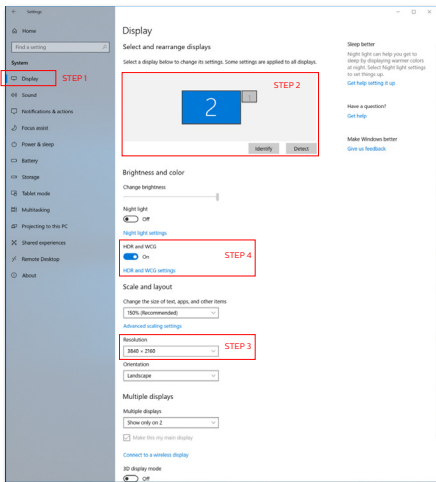 Settings
Home
Find a setting
System
Display
STEP 1
Sound
Notifications & actions
Focus assist
Power & sleep
Battery
Storage
Tablet mode
Multitasking
Projecting to this PC
Shared experiences
Remote Desktop
About
Display
Select and rearrange displays
Select a display below to change its settings. Some settings are applied to all displays.
STEP 2
2
1
Identify
Detect
Brightness and color
Change brightness
Night light
Off
Night light settings
HDR and WCG
On
STEP 4
HDR and WCG settings
Scale and layout
Change the size of text, apps, and other items
150% (Recommended)
Advanced scaling settings
Resolution
3840 × 2160
STEP 3
Orientation
Landscape
Multiple displays
Multiple displays
Show only on 2
Make this my main display
Connect to a wireless display
3D display mode
Off
Sleep better
Night light can help you get to
sleep by displaying warmer colors
at night. Select Night light settings
to set things up.
Get help setting it up
Have a question?
Get help
Make Windows better
Give us feedback